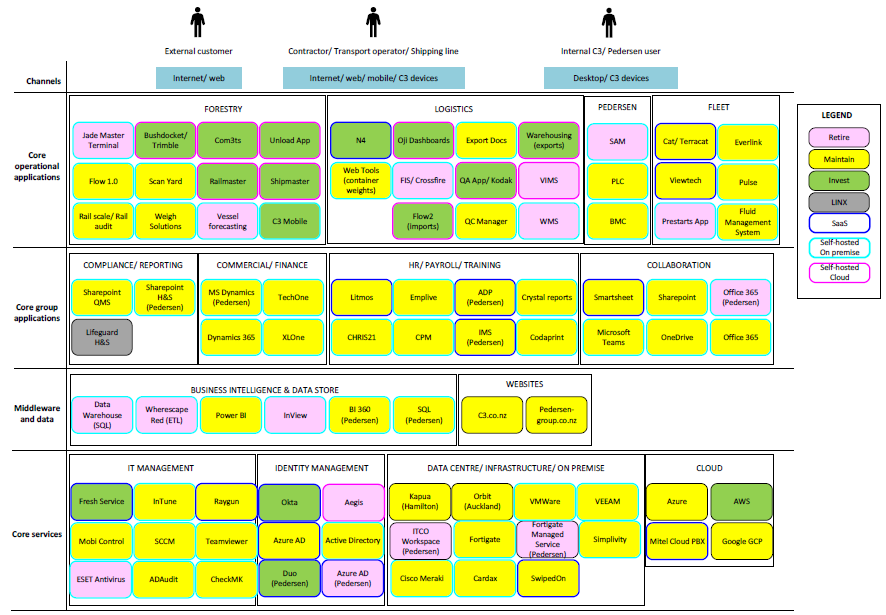 External customer
Contractor/ Transport operator/ Shipping line
Internal C3/ Pedersen user
Channels
Internet/ web
Internet/ web/ mobile/ C3 devices
Desktop/ C3 devices
Core
operational
applications
FORESTRY
Jade Master
Terminal
Bushdocket/
Trimble
Com3ts
Unload App
Flow 1.0
Scan Yard
Railmaster
Shipmaster
Rail scale/ Rail
audit
Weigh
Solutions
Vessel
forecasting
C3 Mobile
LOGISTICS
N4
Oji Dashboards
Export Docs
Warehousing
(exports)
Web Tools
(container
weights)
FIS/ Crossfire
QA App/ Kodak
VIMS
Flow2
(imports)
QC Manager
WMS
PEDERSEN
SAM
PLC
BMC
FLEET
Cat/ Terracat
Everlink
Viewtech
Pulse
Prestarts App
Fluid
Management
System
LEGEND
Retire
Maintain
Invest
LINX
SaaS
Self-hosted
On premise
Self-hosted
Cloud
Core group
applications
COMPLIANCE/ REPORTING
Sharepoint
QMS
Sharepoint
H&S
(Pedersen)
Lifeguard
H&S
COMMERCIAL/ FINANCE
MS Dynamics
(Pedersen)
TechOne
Dynamics 365
XLOne
HR/ PAYROLL/ TRAINING
Litmos
Emplive
ADP
(Pedersen)
Crystal reports
CHRIS21
CPM
IMS
(Pedersen)
Codaprint
COLLABORATION
Smartsheet
Sharepoint
Office 365
(Pedersen)
Microsoft
Teams
OneDrive
Office 365
Middleware
and data
BUSINESS INTELLIGENCE & DATA STORE
Data
Warehouse
(SQL)
Wherescape
Red (ETL)
Power BI
InView
BI 360
(Pedersen)
SQL
(Pedersen)
WEBSITES
C3.co.nz
Pedersen-
group.co.nz
Core services
IT MANAGEMENT
Fresh Service
InTune
Raygun
Mobi Control
SCCM
Teamviewer
ESET Antivirus
ADAudit
CheckMK
IDENTITY MANAGEMENT
Okta
Aegis
Azure AD
Active Directory
Duo
(Pedersen)
Azure AD
(Pedersen)
DATA CENTRE/ INFRASTRUCTURE/ ON PREMISE
Kapua
(Hamilton)
Orbit
(Auckland)
VMWare
VEEAM
ITCO
Workspace
(Pedersen)
Fortigate
Fortigate
Managed
Service
(Pedersen)
Simplivity
Cisco Meraki
Cardax
SwipedOn
CLOUD
Azure
AWS
Mitel Cloud PBX
Google GCP